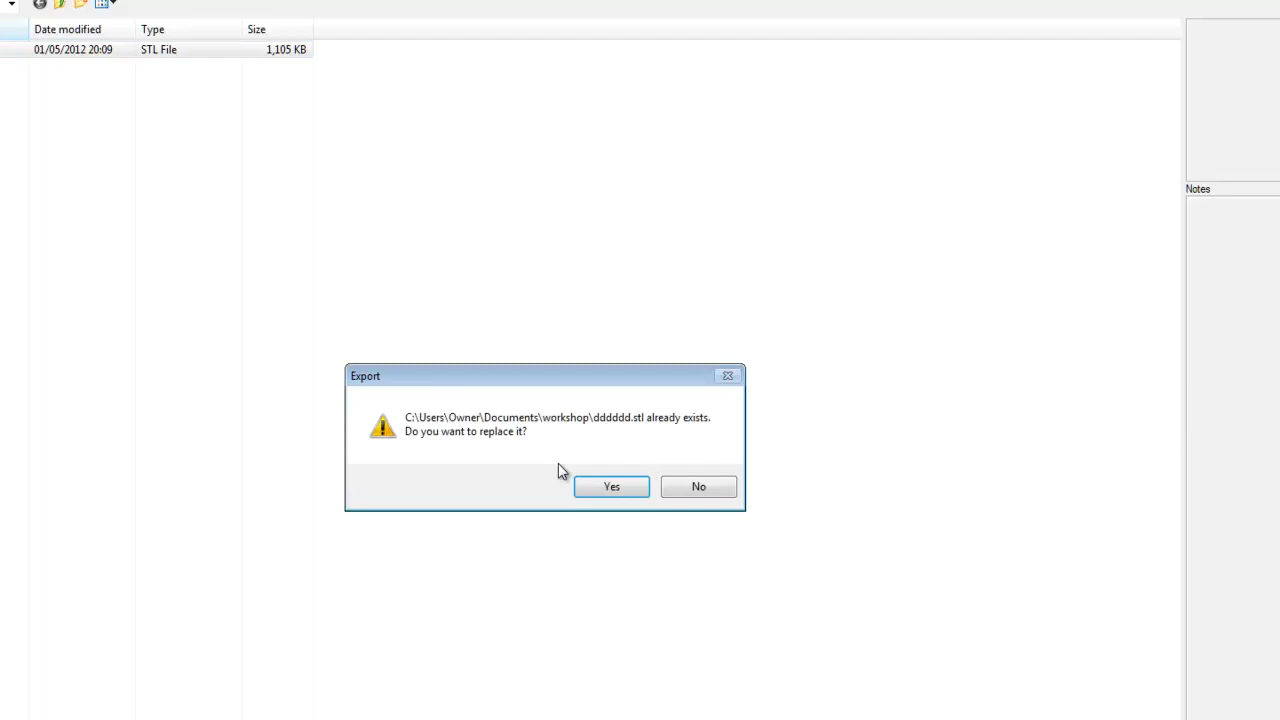 Date modified Type Size
01/05/2012 20:09 STL File 1,105 KB
Notes
Export
C:\Users\Owner\Documents\workshop\dddddd.stl already exists.
Do you want to replace it?
Yes No